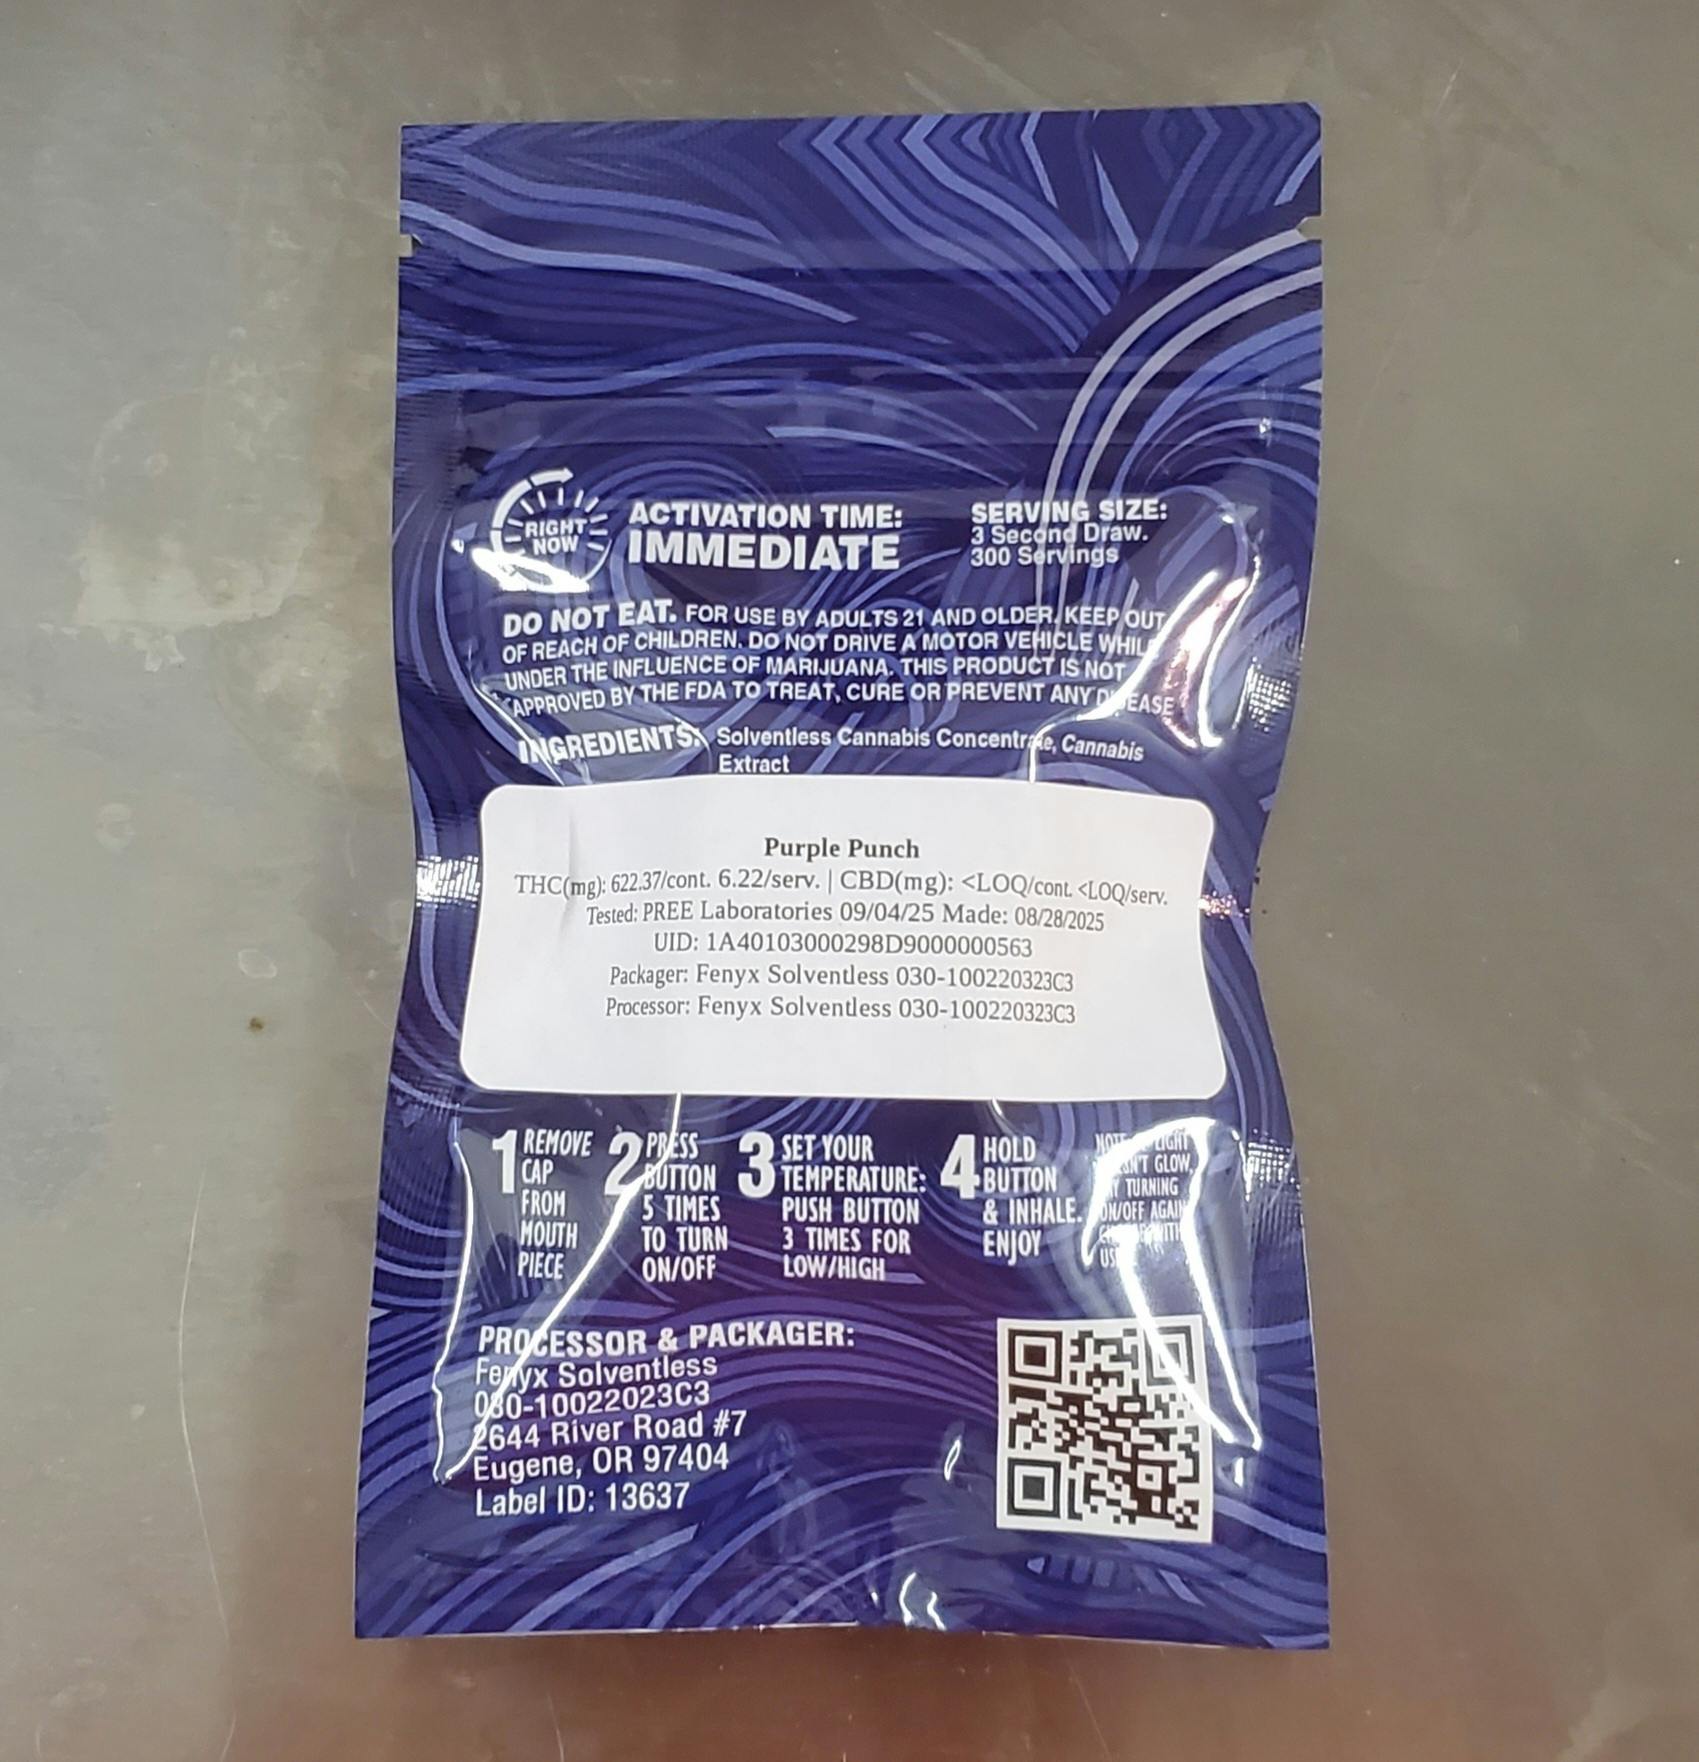 RIGHT
NOW
ACTIVATION TIME:
IMMEDIATE
SERVING SIZE:
3 Second Draw.
300 Servings
DO NOT EAT. FOR USE BY ADULTS 21 AND OLDER. KEEP OUT
OF REACH OF CHILDREN. DO NOT DRIVE A MOTOR VEHICLE WHILE
UNDER THE INFLUENCE OF MARIJUANA. THIS PRODUCT IS NOT
APPROVED BY THE FDA TO TREAT, CURE OR PREVENT ANY DISEASE
INGREDIENTS: Solventless Cannabis Concentrate, Cannabis
Extract
Purple Punch
THC(mg): 622.37/cont. 6.22/serv. | CBD(mg): <LOQ/cont. <LOQ/serv.
Tested: PREE Laboratories 09/04/25 Made: 08/28/2025
UID: 1A40103000298D9000000563
Packager: Fenyx Solventless 030-100220323C3
Processor: Fenyx Solventless 030-100220323C3
1 REMOVE
CAP
FROM
MOUTH
PIECE
2 PRESS
BUTTON
5 TIMES
TO TURN
ON/OFF
3 SET YOUR
TEMPERATURE:
PUSH BUTTON
3 TIMES FOR
LOW/HIGH
4 HOLD
BUTTON
& INHALE.
ENJOY
LIGHT
GLOW,
TURNING
ON/OFF AGAIN
PROCESSOR & PACKAGER:
Fenyx Solventless
030-10022023C3
2644 River Road #7
Eugene, OR 97404
Label ID: 13637